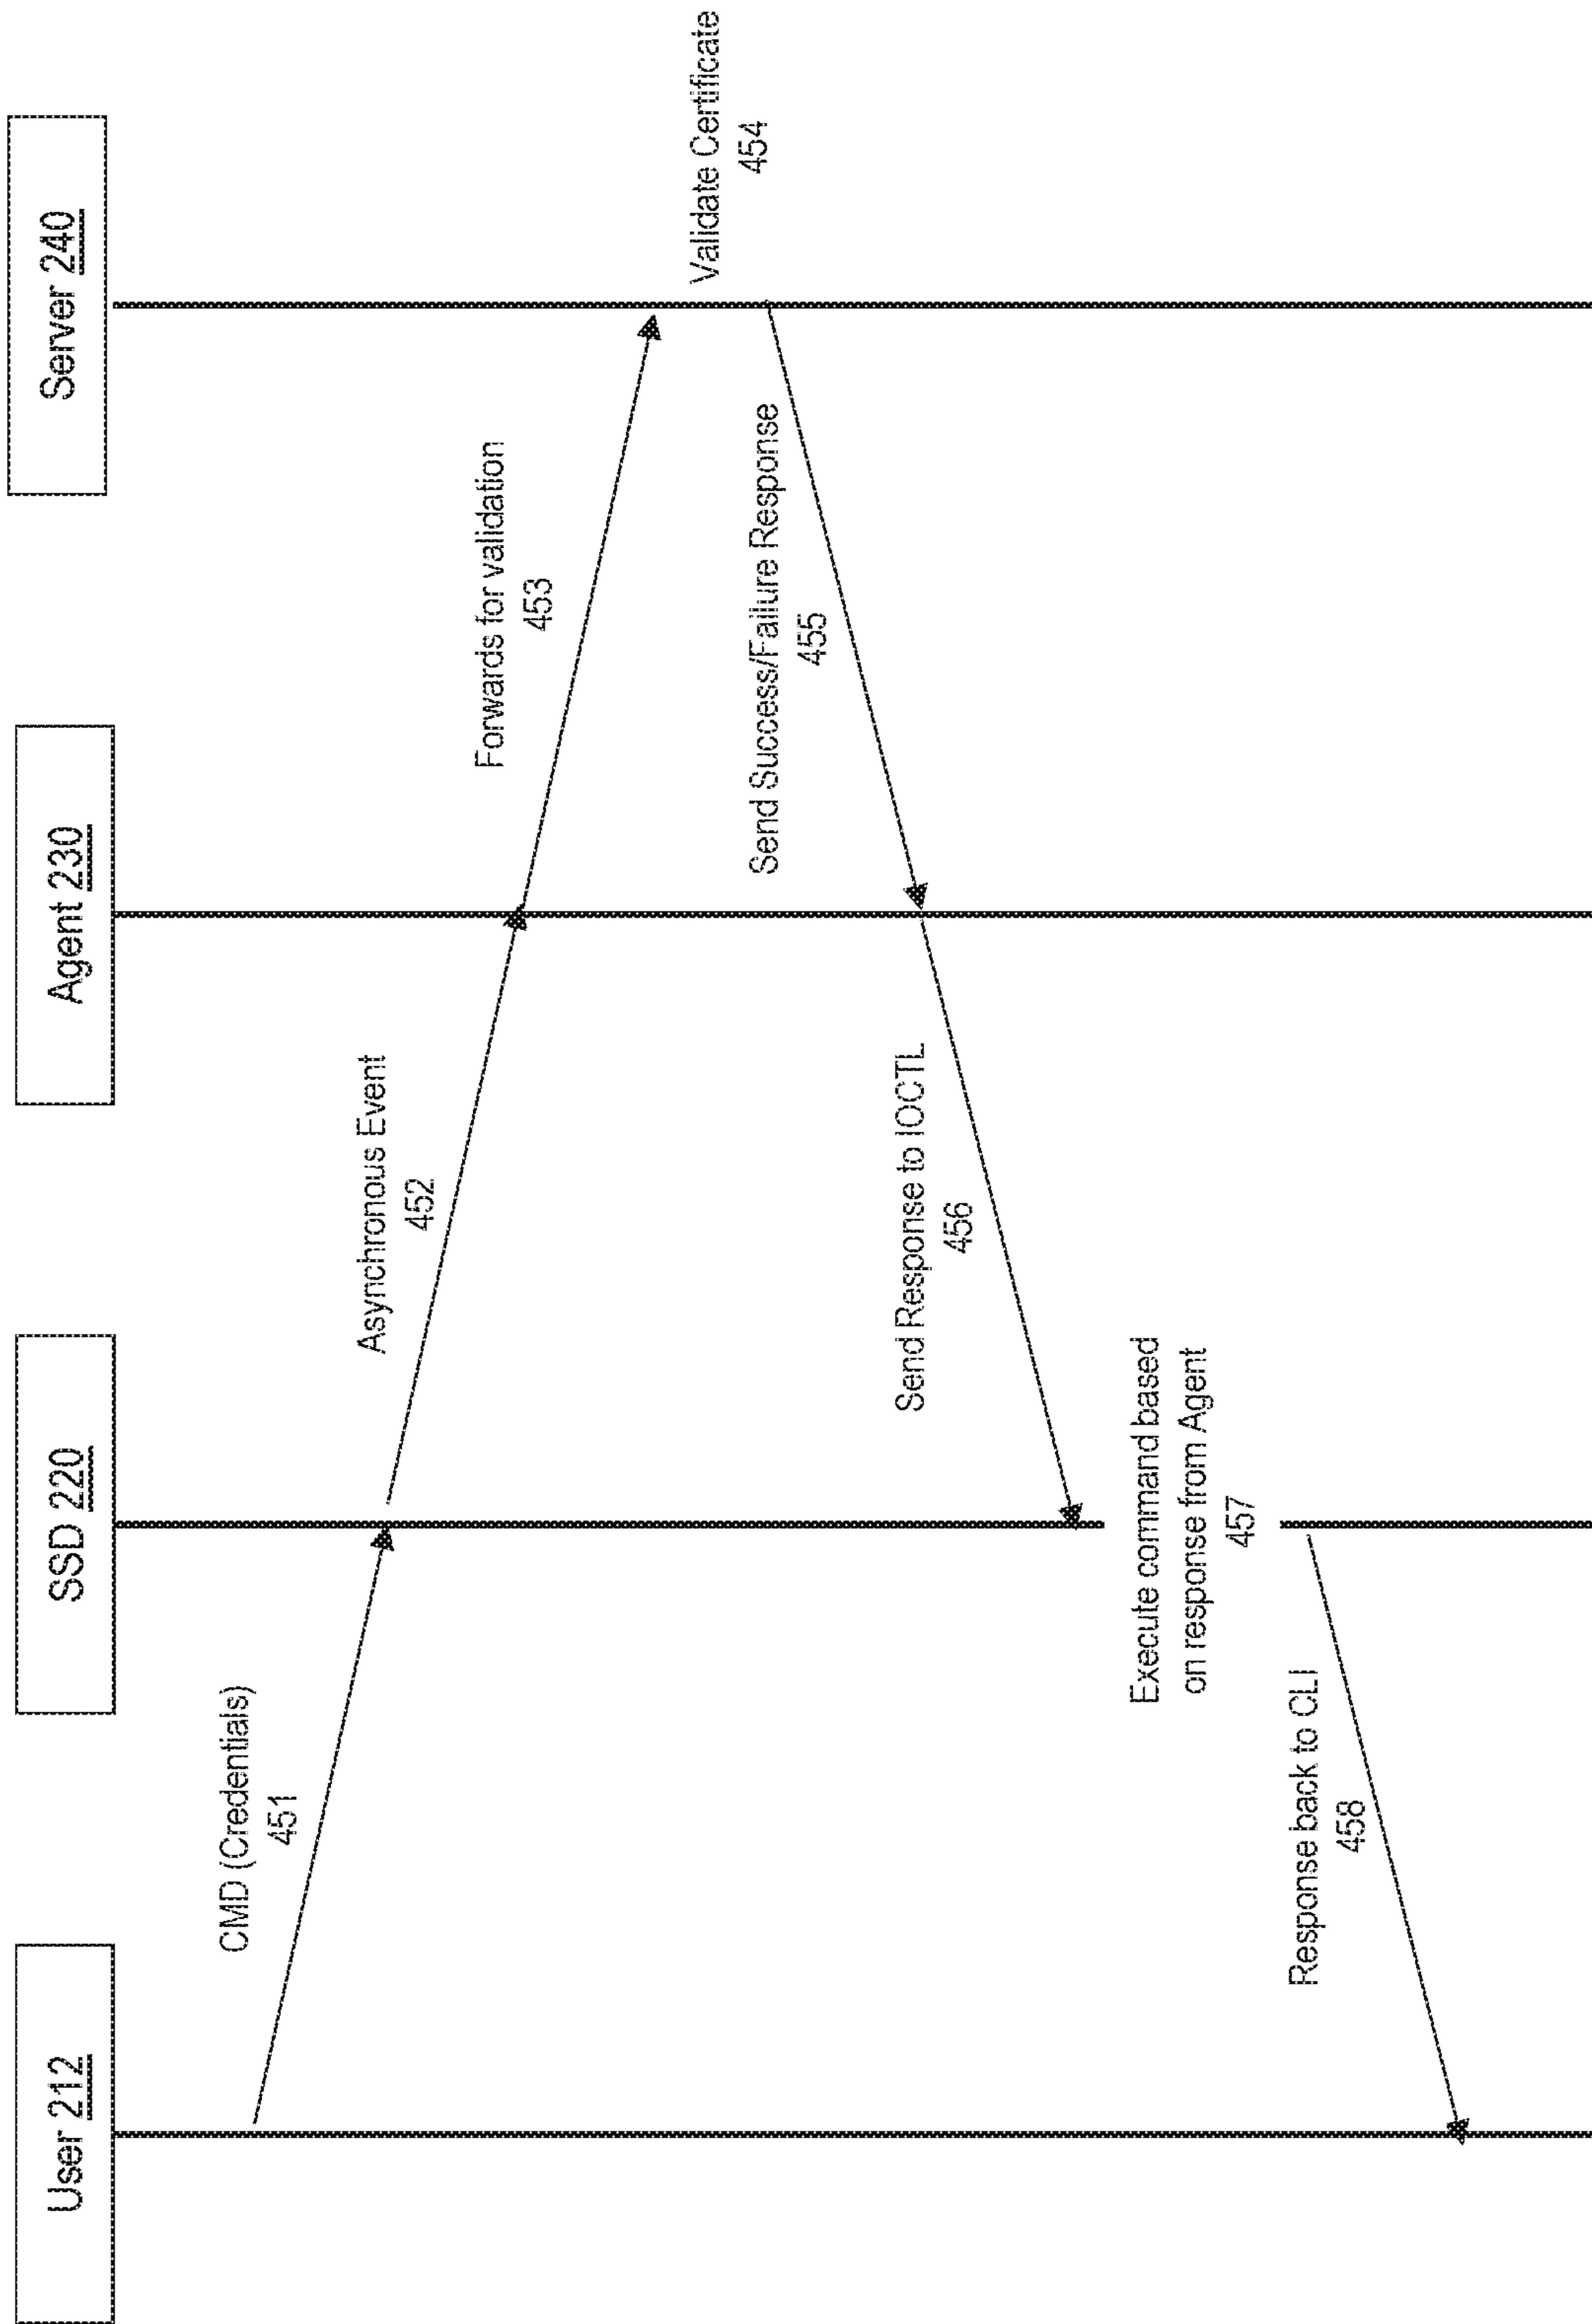 User 212
SSD 220
Agent 230
Server 240
CMD (Credentials)
451
Asynchronous Event
452
Forwards for validation
453
Validate Certificate
454
Send Success/Failure Response
455
Send Response to IOCTL
456
Execute command based
on response from Agent
457
Response back to CLI
458